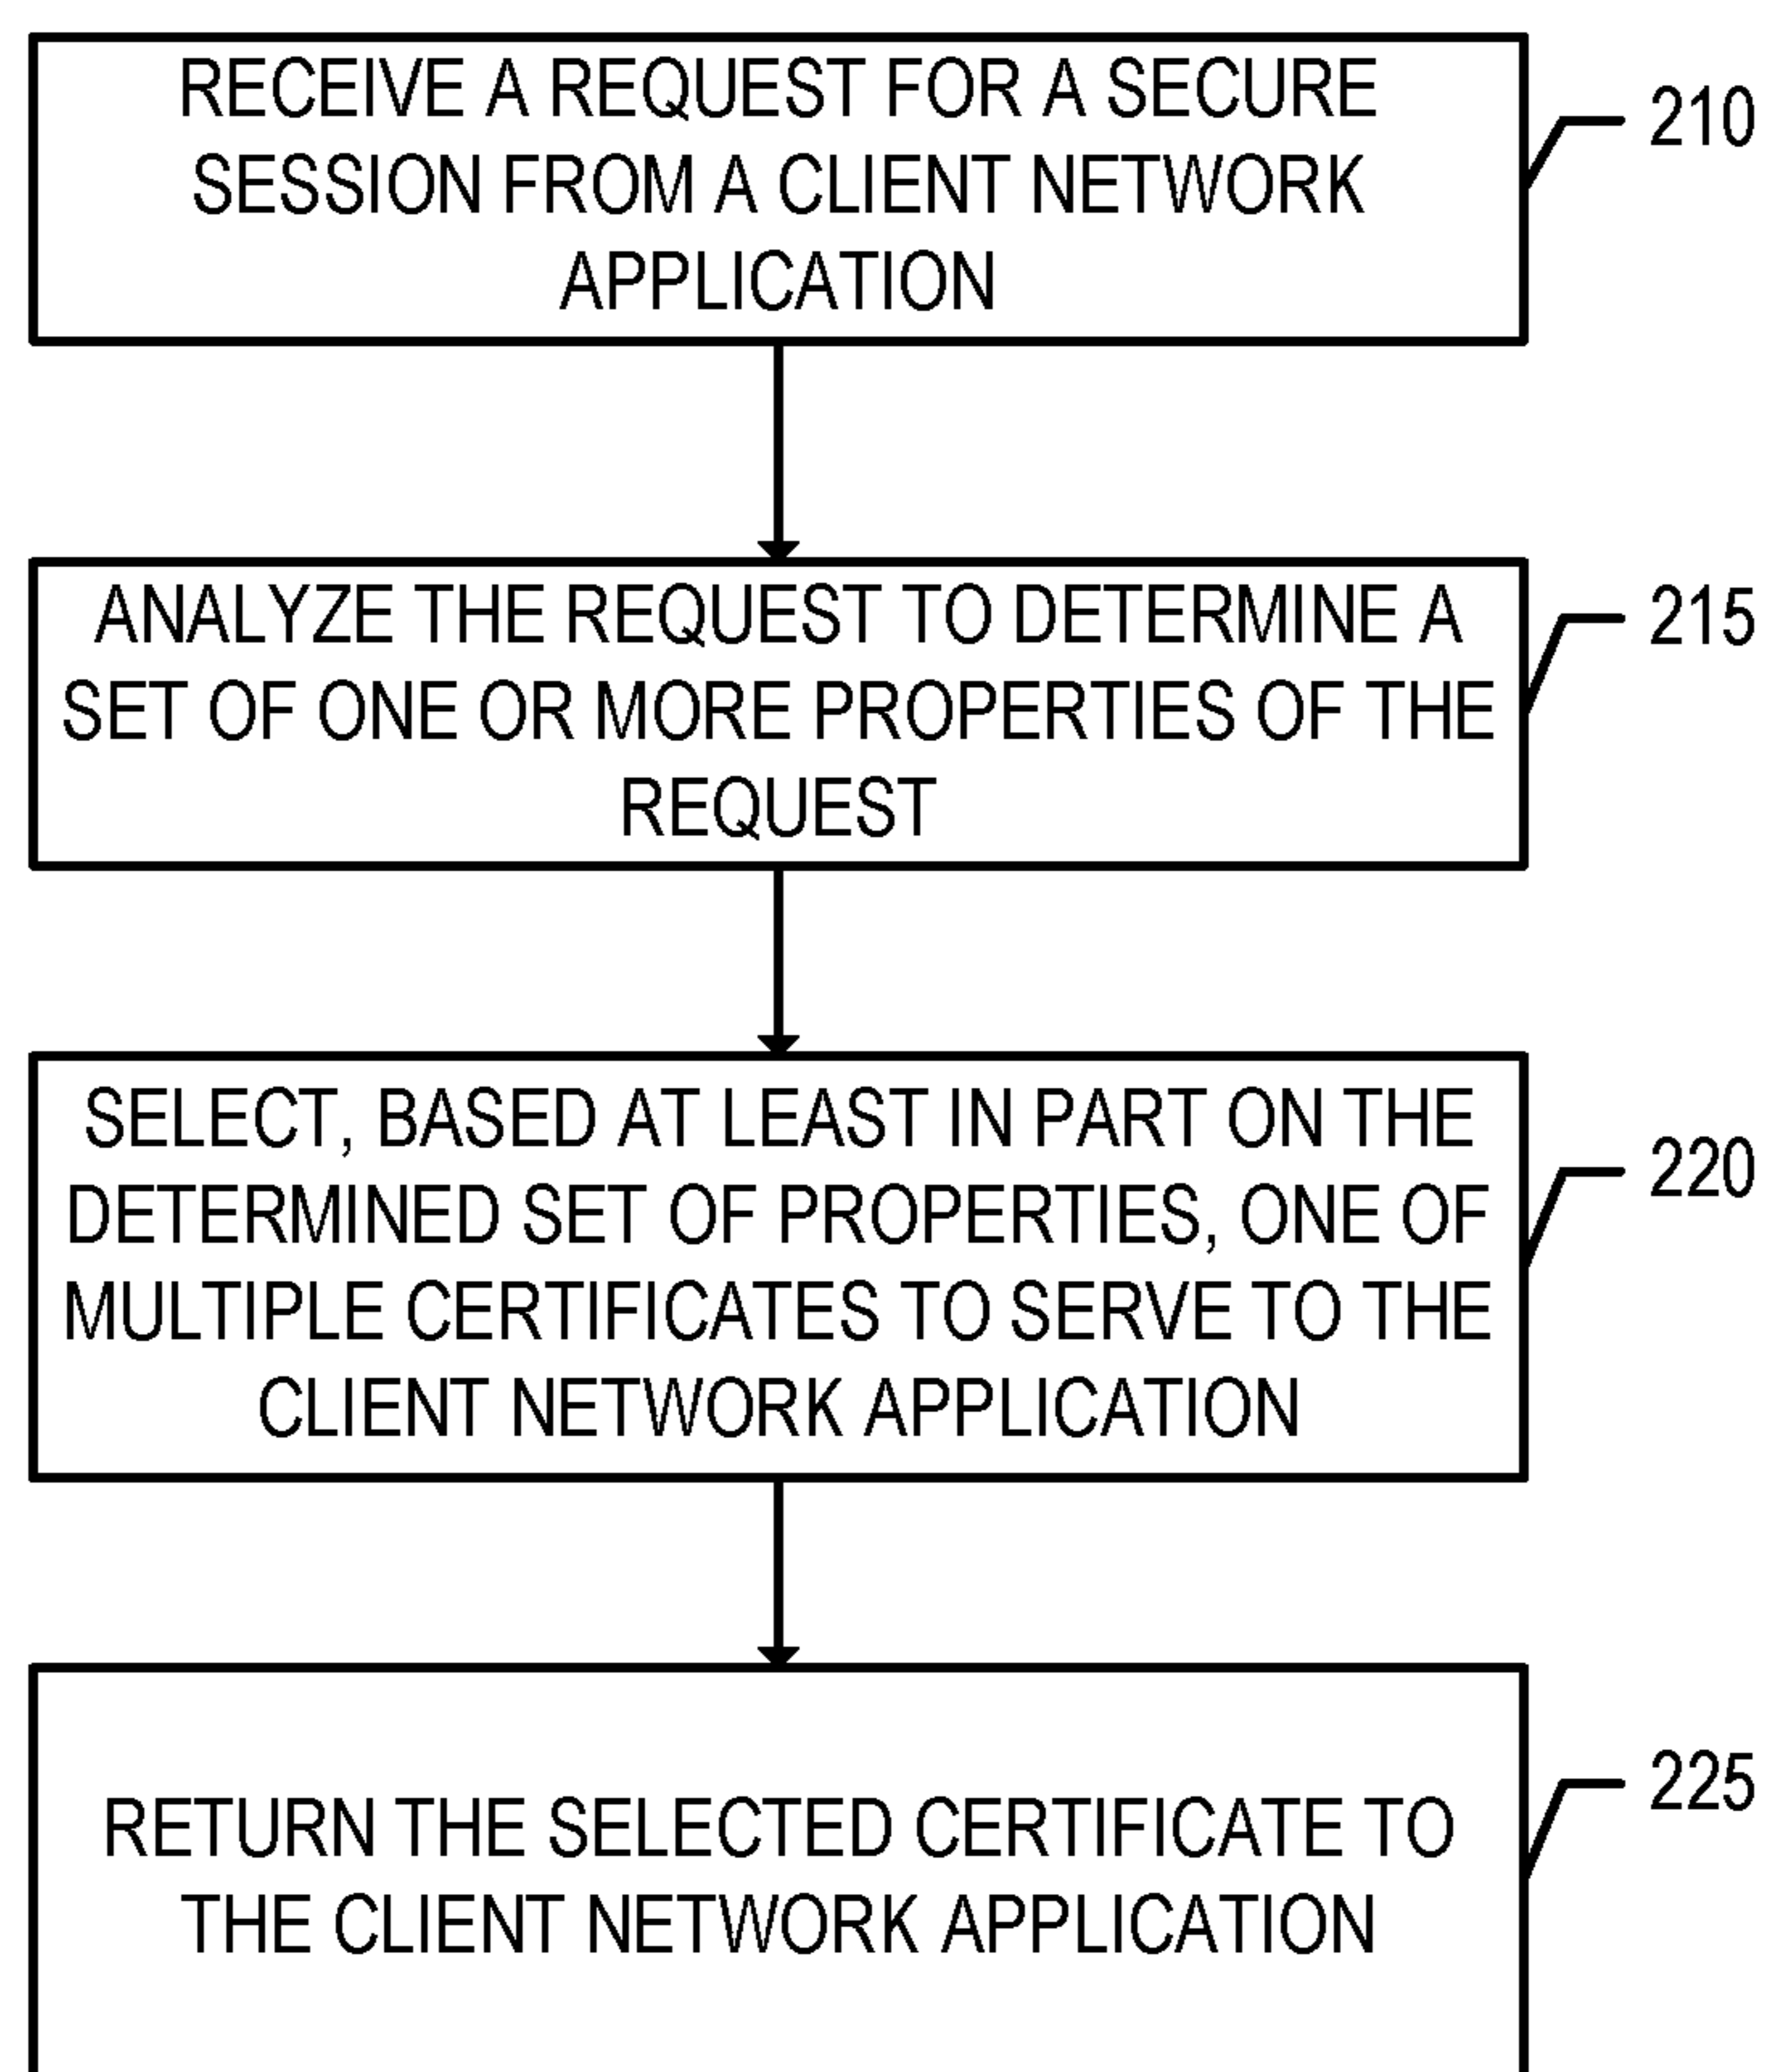 RECEIVE A REQUEST FOR A SECURE
SESSION FROM A CLIENT NETWORK
APPLICATION
210
ANALYZE THE REQUEST TO DETERMINE A
SET OF ONE OR MORE PROPERTIES OF THE
REQUEST
215
SELECT, BASED AT LEAST IN PART ON THE
DETERMINED SET OF PROPERTIES, ONE OF
MULTIPLE CERTIFICATES TO SERVE TO THE
CLIENT NETWORK APPLICATION
220
RETURN THE SELECTED CERTIFICATE TO
THE CLIENT NETWORK APPLICATION
225